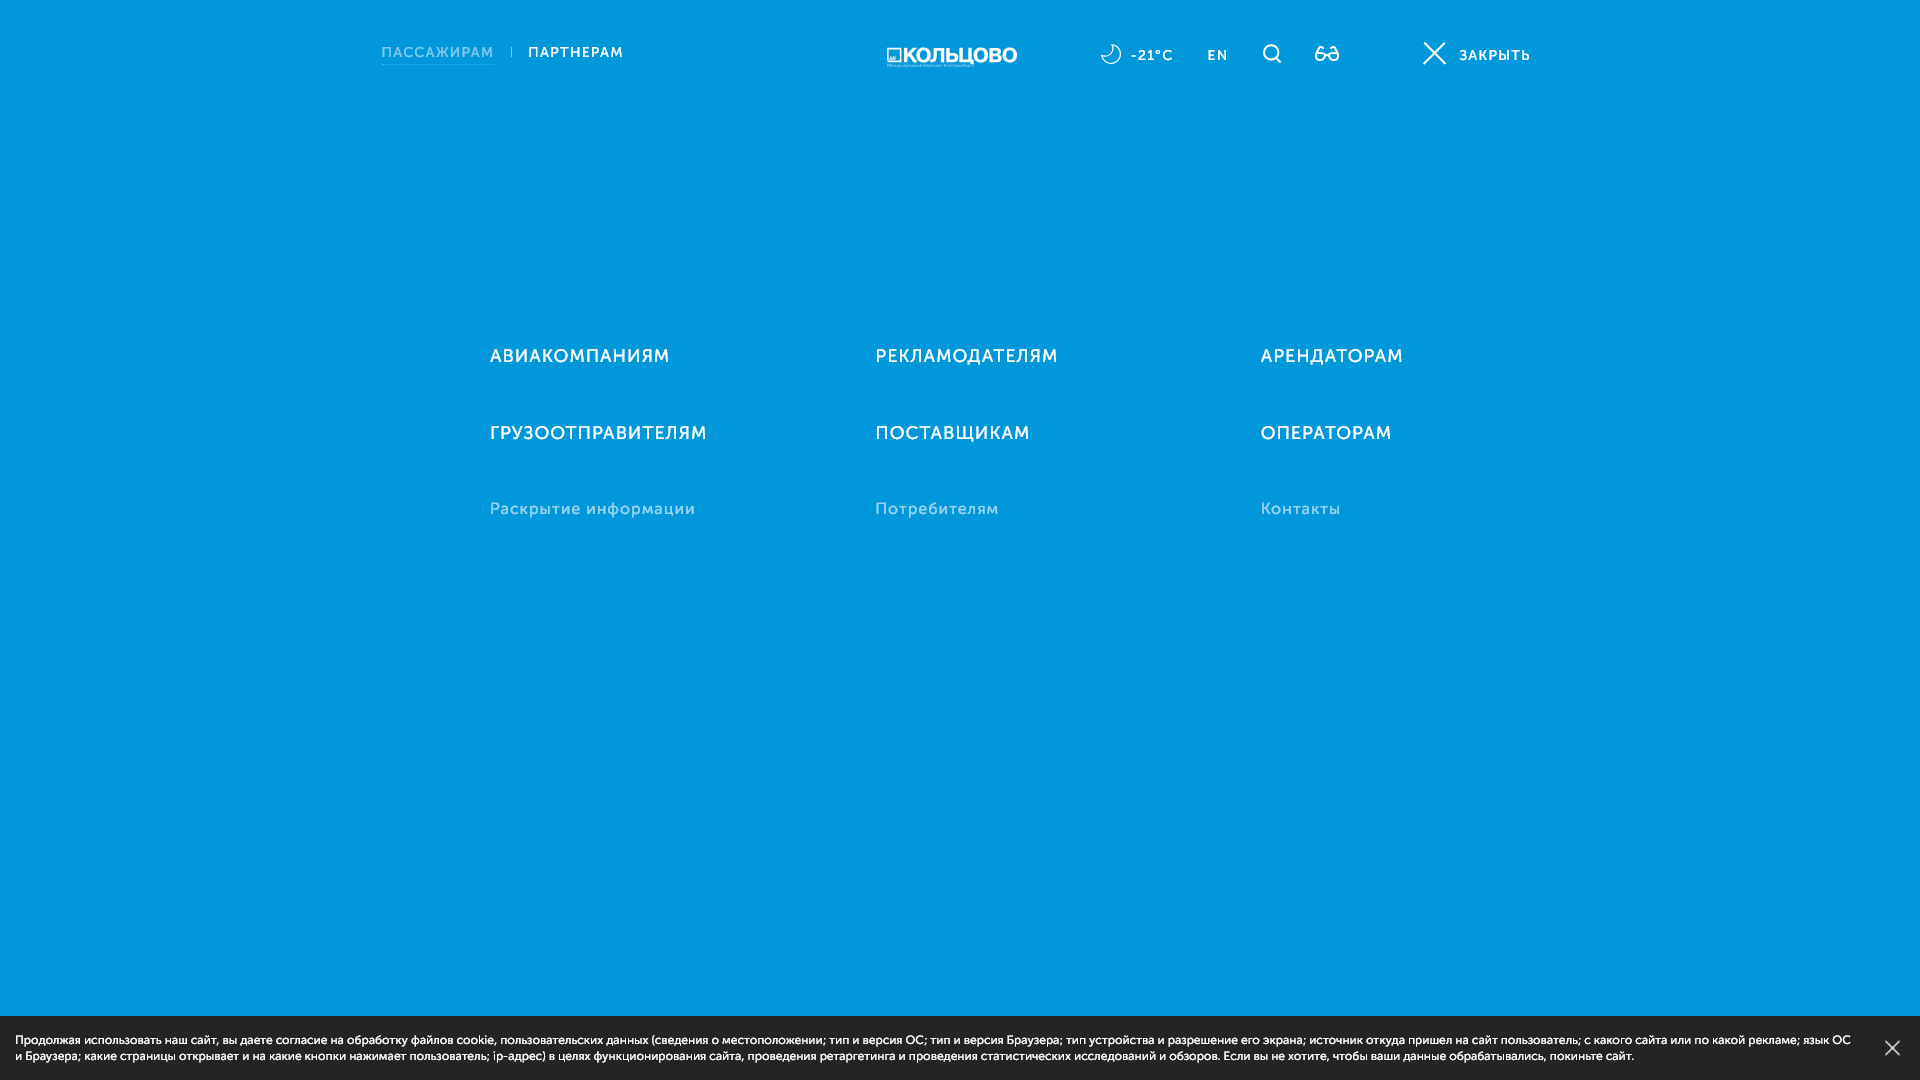 ПАССАЖИРАМ ПАРТНЕРАМ КОЛЬЦОВО -21°C EN ЗАКРЫТЬ
АВИАКОМПАНИЯМ РЕКЛАМОДАТЕЛЯМ АРЕНДАТОРАМ
ГРУЗООТПРАВИТЕЛЯМ ПОСТАВЩИКАМ ОПЕРАТОРАМ
Раскрытие информации Потребителям Контакты
Продолжая использовать наш сайт, вы даете согласие на обработку файлов cookie, пользовательских данных (сведения о местоположении; тип и версия ОС; тип и версия Браузера; тип устройства и разрешение его экрана; источник откуда пришел на сайт пользователь; с какого сайта или по какой рекламе; язык ОС
и Браузера; какие страницы открывает и на какие кнопки нажимает пользователь; ip-адрес) в целях функционирования сайта, проведения ретаргетинга и проведения статистических исследований и обзоров. Если вы не хотите, чтобы ваши данные обрабатывались, покиньте сайт.